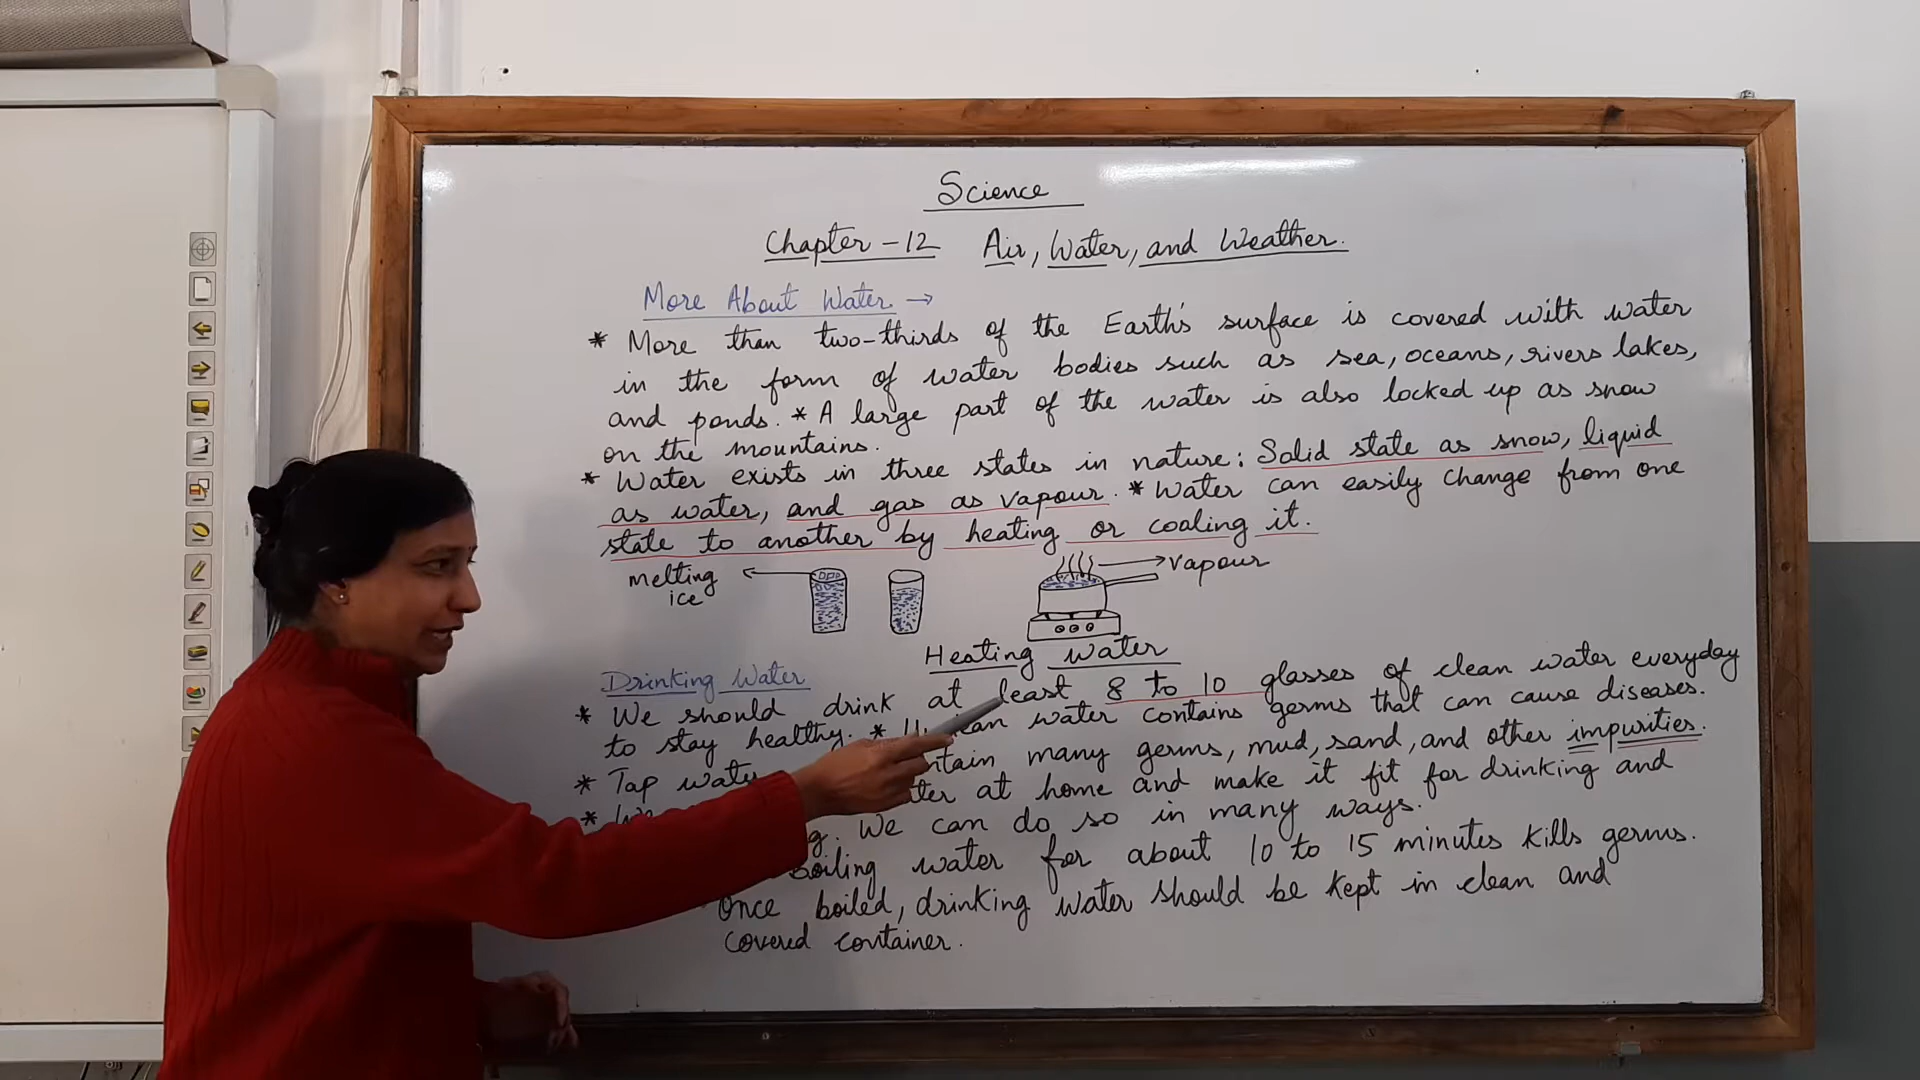 Science
Chapter - 12 Air, Water, and Weather.
More About Water →
* More than two-thirds of the Earth's surface is covered with water
in the form of water bodies such as sea, oceans, rivers lakes,
and ponds. * A large part of the water is also locked up as snow
on the mountains.
* Water exists in three states in nature: Solid state as snow, liquid
as water, and gas as vapour. * Water can easily change from one
state to another by heating or cooling it.
melting
ice
vapour
Heating water
Drinking Water
* We should drink at least 8 to 10 glasses of clean water everyday
to stay healthy. * water contains germs that can cause diseases.
* Tap many germs, mud, sand, and other impurities.
* at home and make it fit for drinking and
We can do so in many ways.
Boiling water for about 10 to 15 minutes kills germs.
Once boiled, drinking water should be kept in clean and
covered container.